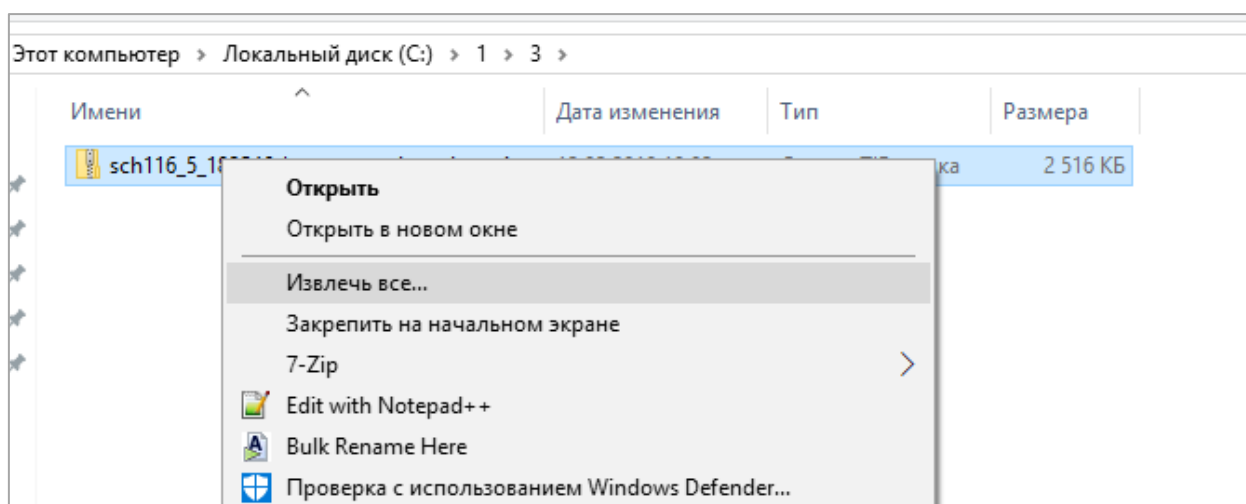 Этот компьютер > Локальный диск (C:) > 1 > 3 >
Имени Дата изменения Тип Размера
sch116_5_1 2 516 КБ
Открыть
Открыть в новом окне
Извлечь все...
Закрепить на начальном экране
7-Zip
Edit with Notepad++
Bulk Rename Here
Проверка с использованием Windows Defender...